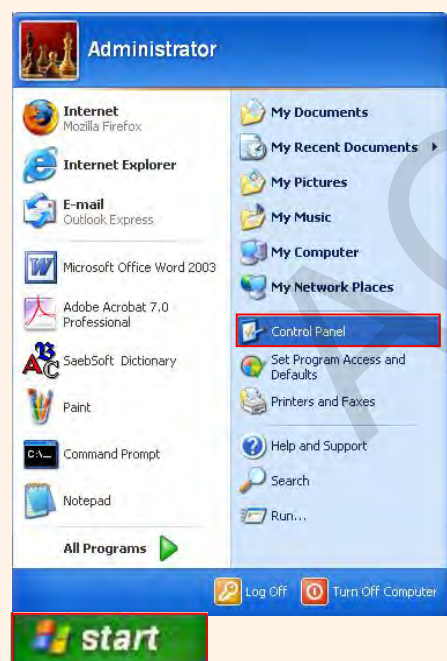 Administrator
Internet
Mozilla Firefox
Internet Explorer
E-mail
Outlook Express
Microsoft Office Word 2003
Adobe Acrobat 7.0
Professional
SaebSoft Dictionary
Paint
C:\_
Command Prompt
Notepad
All Programs
My Documents
My Recent Documents
My Pictures
My Music
My Computer
My Network Places
Control Panel
Set Program Access and
Defaults
Printers and Faxes
Help and Support
Search
Run...
Log Off
Turn Off Computer
start